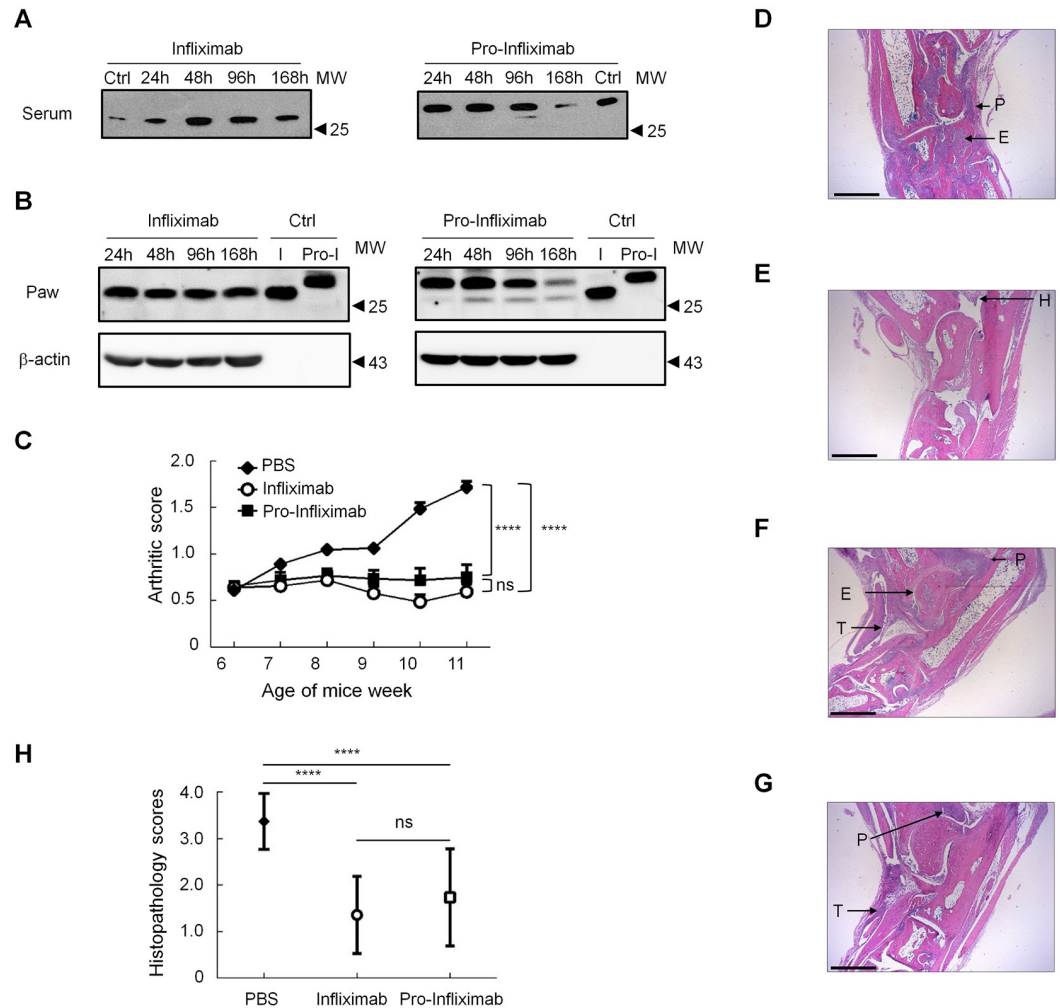 A
Infliximab
Ctrl 24h 48h 96h 168h MW
Serum
◄ 25
Pro-Infliximab
24h 48h 96h 168h Ctrl MW
◄ 25
B
Infliximab Ctrl
24h 48h 96h 168h I Pro-I MW
Paw
◄ 25
β-actin
◄ 43
Pro-Infliximab Ctrl
24h 48h 96h 168h I Pro-I MW
◄ 25
◄ 43
C
Arthritic score
2.0
1.5
1.0
0.5
0
PBS
Infliximab
Pro-Infliximab
**** ****
ns
6 7 8 9 10 11
Age of mice week
H
Histopathology scores
4.0
3.0
2.0
1.0
0
****
****
ns
PBS Infliximab Pro-Infliximab
D
P
E
E
H
F
P
E
T
G
P
T
C